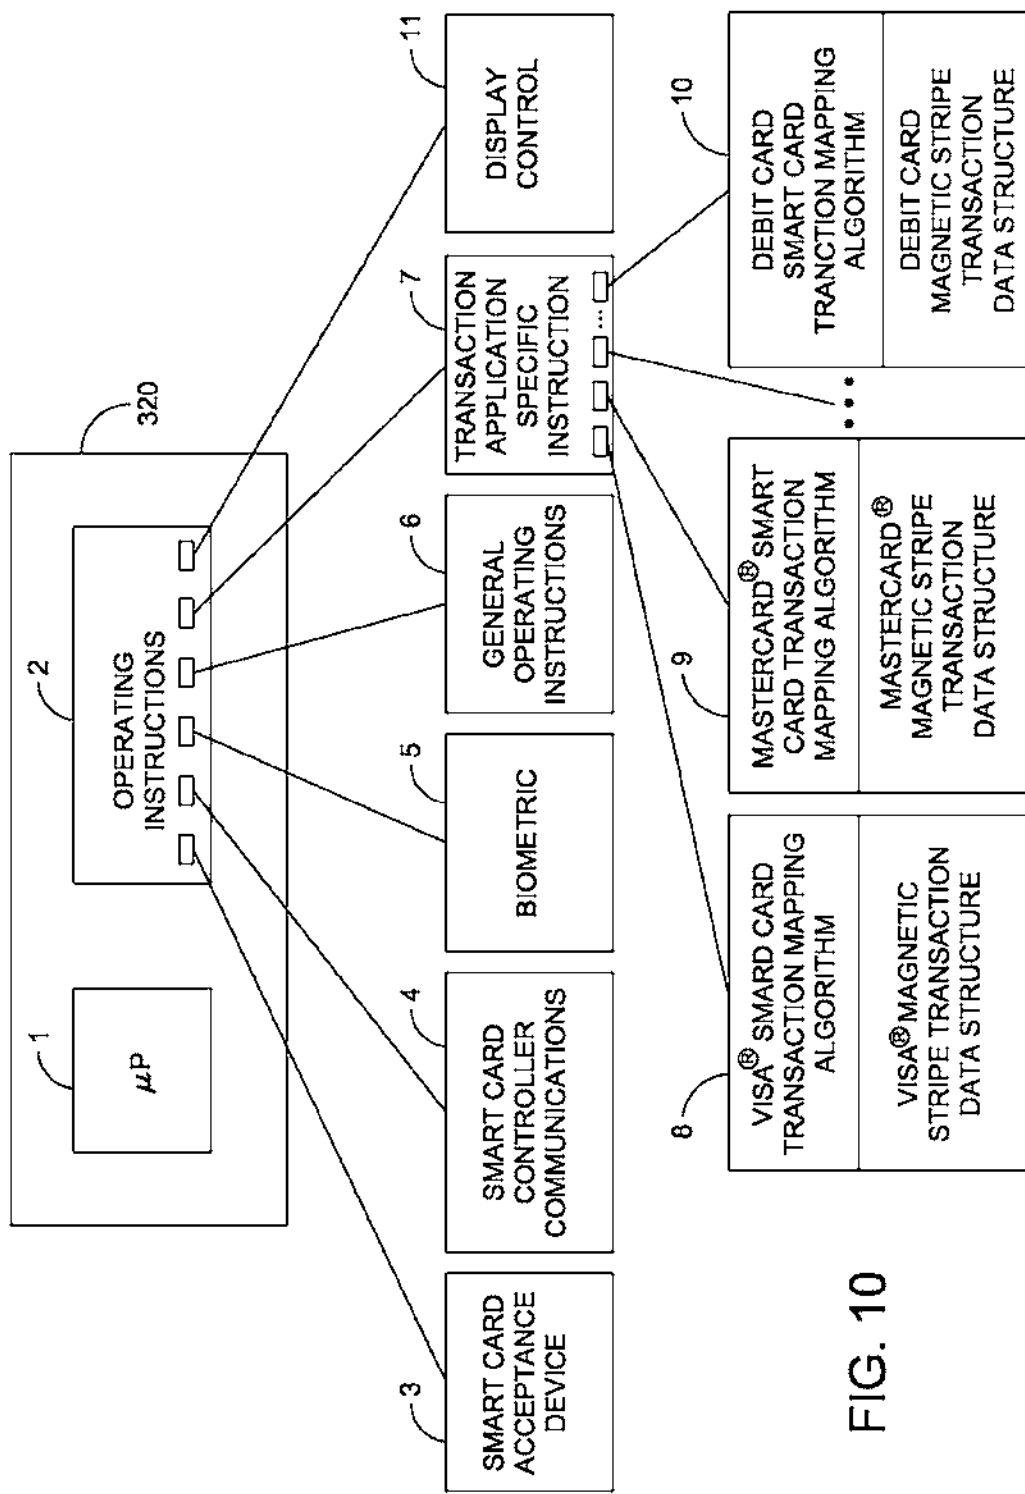 320
1
μP
2
OPERATING
INSTRUCTIONS
3
SMART CARD
ACCEPTANCE
DEVICE
4
SMART CARD
CONTROLLER
COMMUNICATIONS
5
BIOMETRIC
6
GENERAL
OPERATING
INSTRUCTIONS
7
TRANSACTION
APPLICATION
SPECIFIC
INSTRUCTION
...
11
DISPLAY
CONTROL
8
VISA® SMARD CARD
TRANSACTION MAPPING
ALGORITHM
VISA® MAGNETIC
STRIPE TRANSACTION
DATA STRUCTURE
9
MASTERCARD® SMART
CARD TRANSACTION
MAPPING ALGORITHM
MASTERCARD®
MAGNETIC STRIPE
TRANSACTION
DATA STRUCTURE
...
10
DEBIT CARD
SMART CARD
TRANCTION MAPPING
ALGORITHM
DEBIT CARD
MAGNETIC STRIPE
TRANSACTION
DATA STRUCTURE
FIG. 10